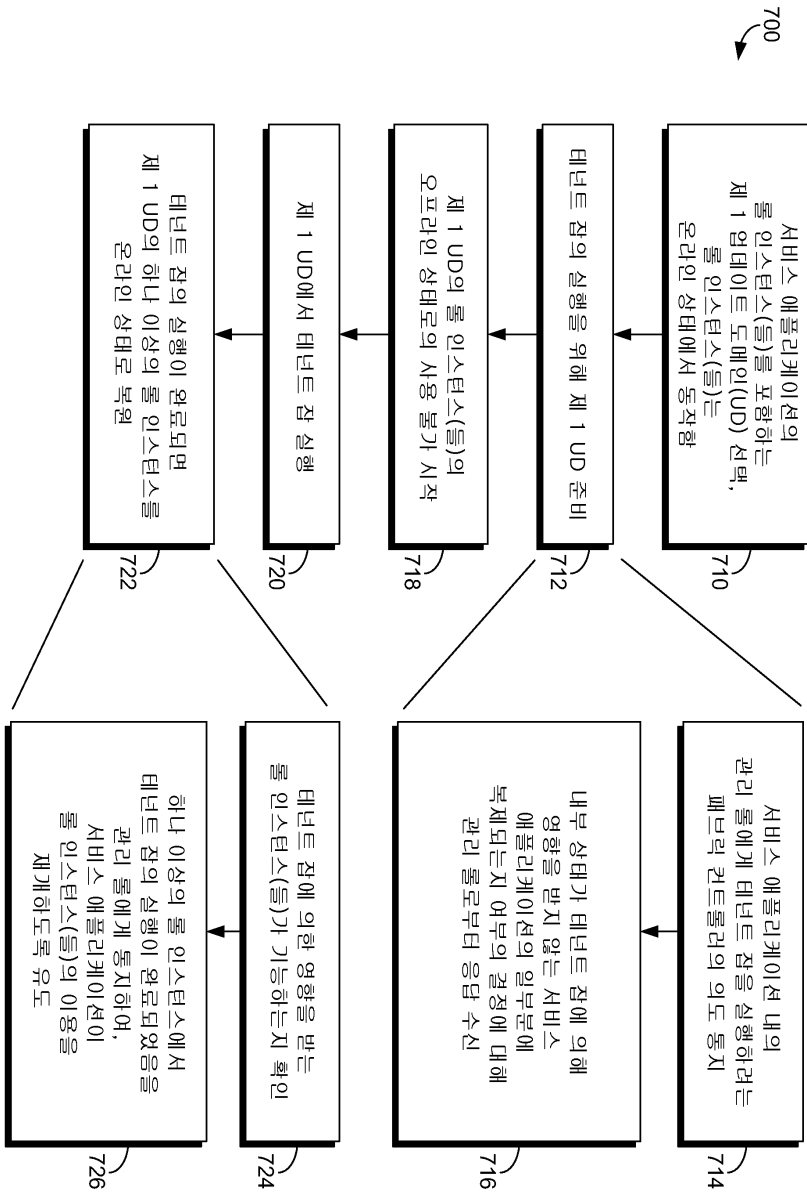 700
서비스 애플리케이션의
롤 인스턴스(들)를 포함하는
제 1 업데이트 도메인(UD) 선택,
롤 인스턴스(들)는
온라인 상태에서 동작함
710
테넌트 잡의 실행을 위해 제 1 UD 준비
712
제 1 UD의 롤 인스턴스(들)의
오프라인 상태로의 사용 불가 시작
718
제 1 UD에서 테넌트 잡 실행
720
테넌트 잡의 실행이 완료되면
제 1 UD의 하나 이상의 롤 인스턴스를
온라인 상태로 복원
722
서비스 애플리케이션 내의
관리 롤에게 테넌트 잡을 실행하려는
패브릭 컨트롤러의 의도 통지
714
내부 상태가 테넌트 잡에 의해
영향을 받지 않는 서비스
애플리케이션의 일부분에
복제되는지 여부의 결정에 대해
관리 롤로부터 응답 수신
716
테넌트 잡에 의한 영향을 받는
롤 인스턴스(들)가 기능하는지 확인
724
하나 이상의 롤 인스턴스에서
테넌트 잡의 실행이 완료되었음을
관리 롤에게 통지하여,
서비스 애플리케이션이
롤 인스턴스(들)의 이용을
재개하도록 유도
726